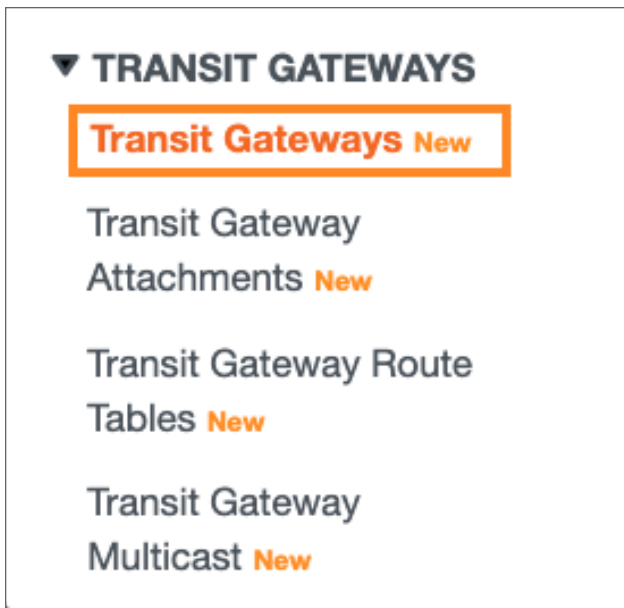 TRANSIT GATEWAYS
Transit Gateways New
Transit Gateway
Attachments New
Transit Gateway Route
Tables New
Transit Gateway
Multicast New